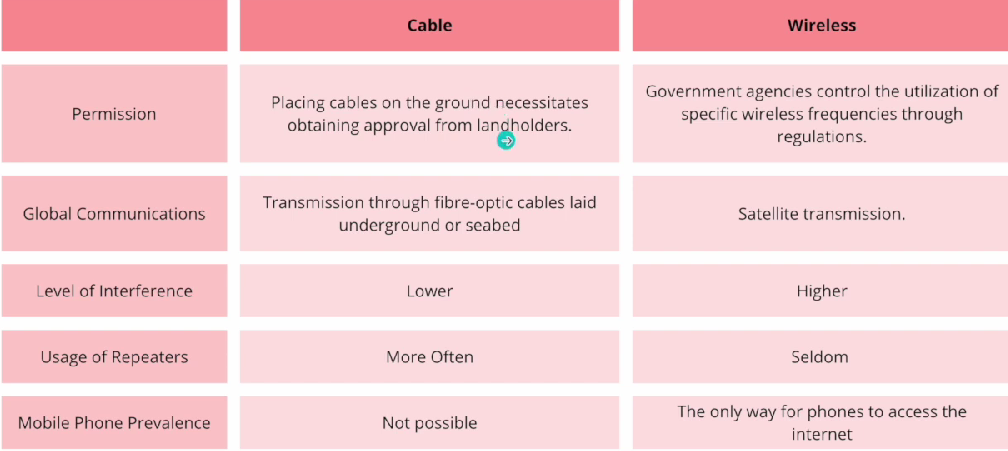 Cable
Wireless
Permission
Placing cables on the ground necessitates
obtaining approval from landholders.
Government agencies control the utilization of
specific wireless frequencies through
regulations.
Global Communications
Transmission through fibre-optic cables laid
underground or seabed
Satellite transmission.
Level of Interference
Lower
Higher
Usage of Repeaters
More Often
Seldom
Mobile Phone Prevalence
Not possible
The only way for phones to access the
internet